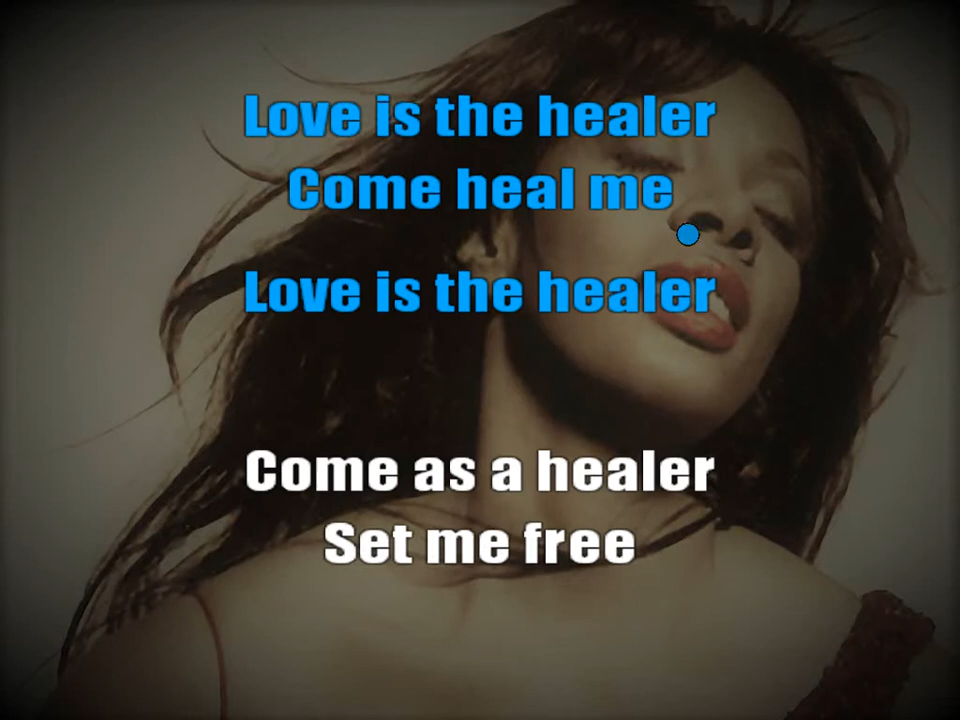 Love is the healer
Come heal me
Love is the healer
Come as a healer
Set me free